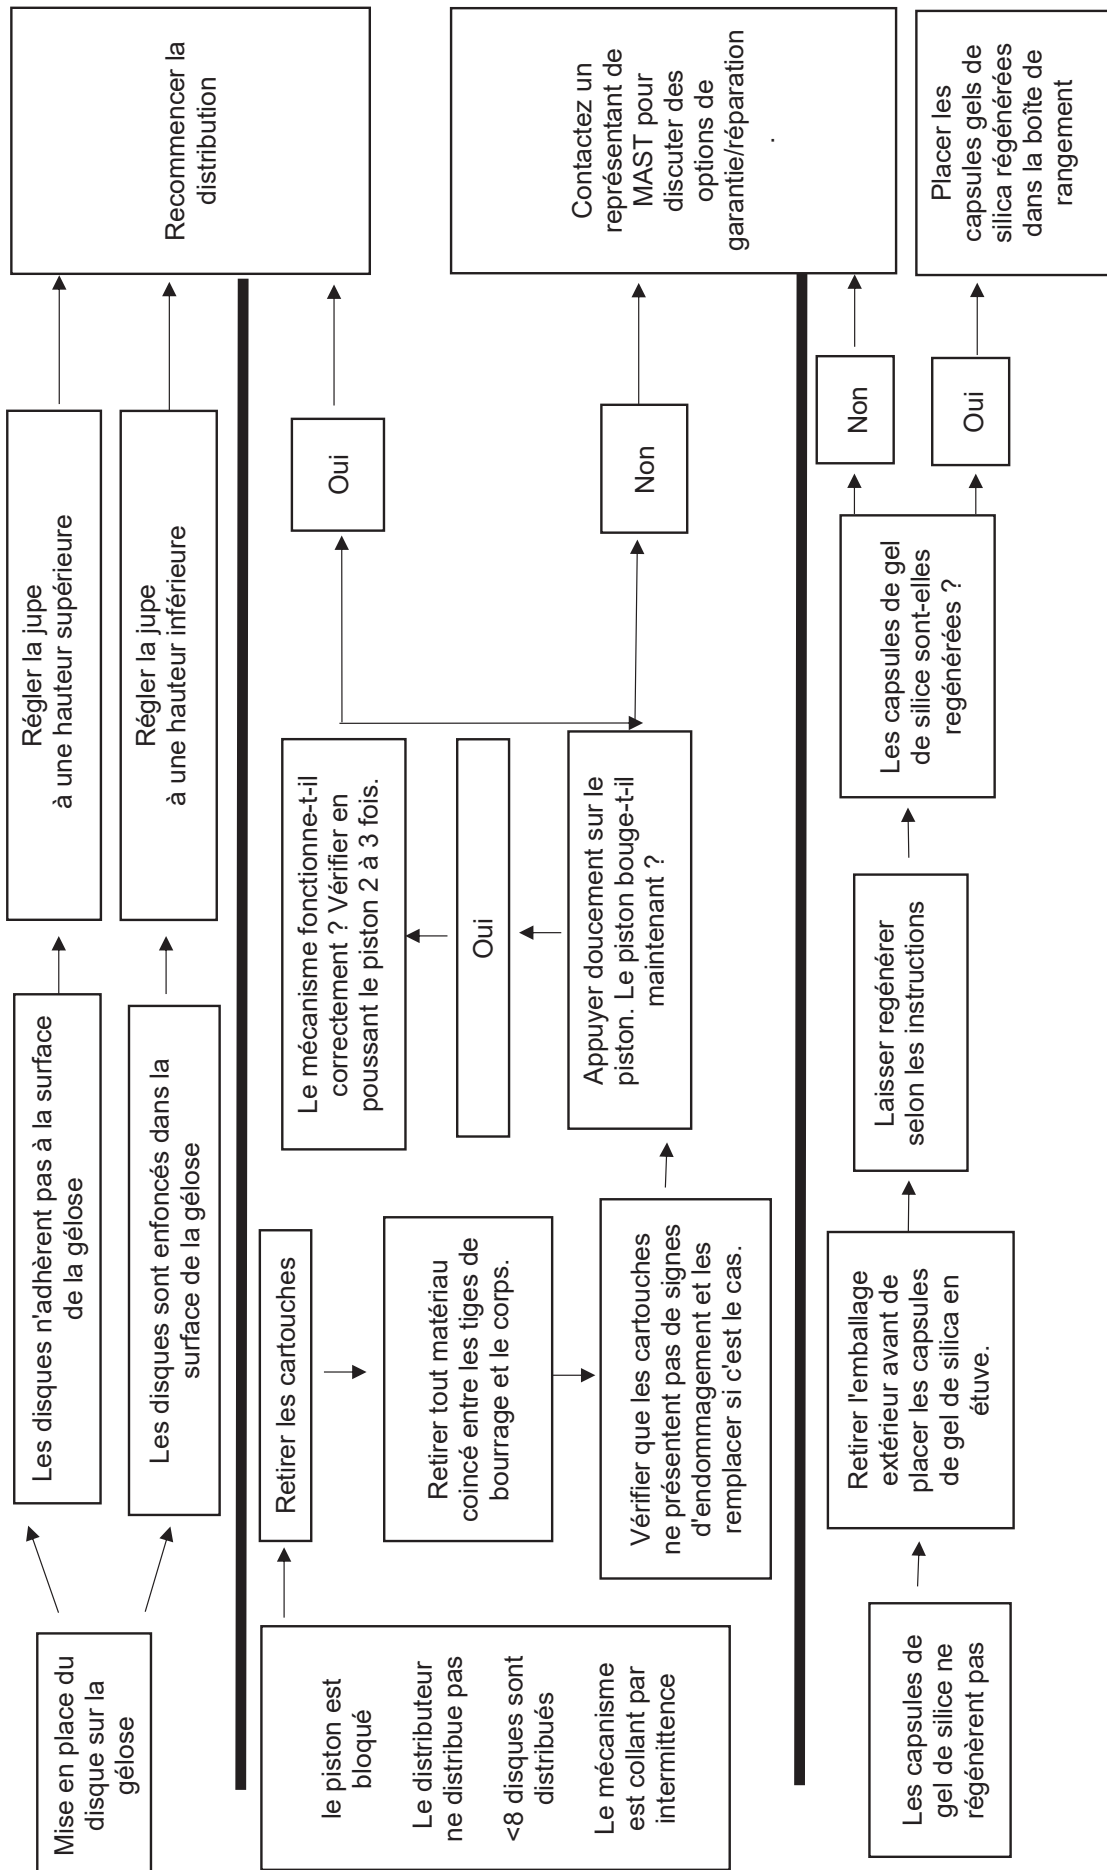 Mise en place du
disque sur la
gélose
Les disques n'adhèrent pas à la surface
de la gélose
Régler la jupe
à une hauteur supérieure
Les disques sont enfoncés dans la
surface de la gélose
Régler la jupe
à une hauteur inférieure
Recommencer la
distribution
le piston est
bloqué
Le distributeur
ne distribue pas
<8 disques sont
distribués
Le mécanisme
est collant par
intermittence
Retirer les cartouches
Retirer tout matériau
coincé entre les tiges de
bourrage et le corps.
Vérifier que les cartouches
ne présentent pas de signes
d'endommagement et les
remplacer si c'est le cas.
Appuyer doucement sur le
piston. Le piston bouge-t-il
maintenant ?
Oui
Le mécanisme fonctionne-t-il
correctement ? Vérifier en
poussant le piston 2 à 3 fois.
Oui
Non
Contactez un
représentant de
MAST pour
discuter des
options de
garantie/réparation
.
Les capsules de
gel de silice ne
régénèrent pas
Retirer l'emballage
extérieur avant de
placer les capsules
de gel de silica en
étuve.
Laisser regénérer
selon les instructions
Les capsules de gel
de silice sont-elles
regénérées ?
Non
Oui
Placer les
capsules gels de
silica régénérées
dans la boîte de
rangement